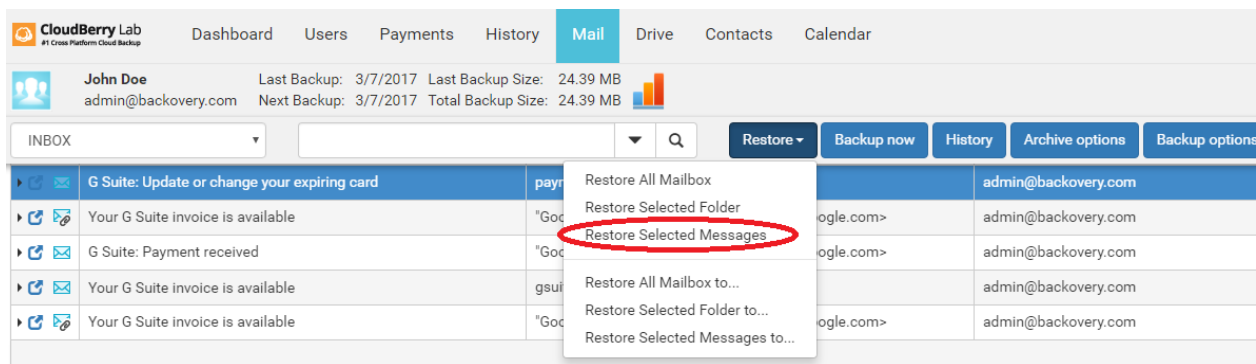 CloudBerry Lab
#1 Cross Platform Cloud Backup
Dashboard Users Payments History Mail Drive Contacts Calendar
John Doe Last Backup: 3/7/2017 Last Backup Size: 24.39 MB
admin@backovery.com Next Backup: 3/7/2017 Total Backup Size: 24.39 MB
INBOX Restore Backup now History Archive options Backup options
G Suite: Update or change your expiring card admin@backovery.com
Your G Suite invoice is available "Goo ogle.com> admin@backovery.com
G Suite: Payment received "Goo ogle.com> admin@backovery.com
Your G Suite invoice is available gsui admin@backovery.com
Your G Suite invoice is available "Goo ogle.com> admin@backovery.com
Restore All Mailbox
Restore Selected Folder
Restore Selected Messages
Restore All Mailbox to...
Restore Selected Folder to...
Restore Selected Messages to...